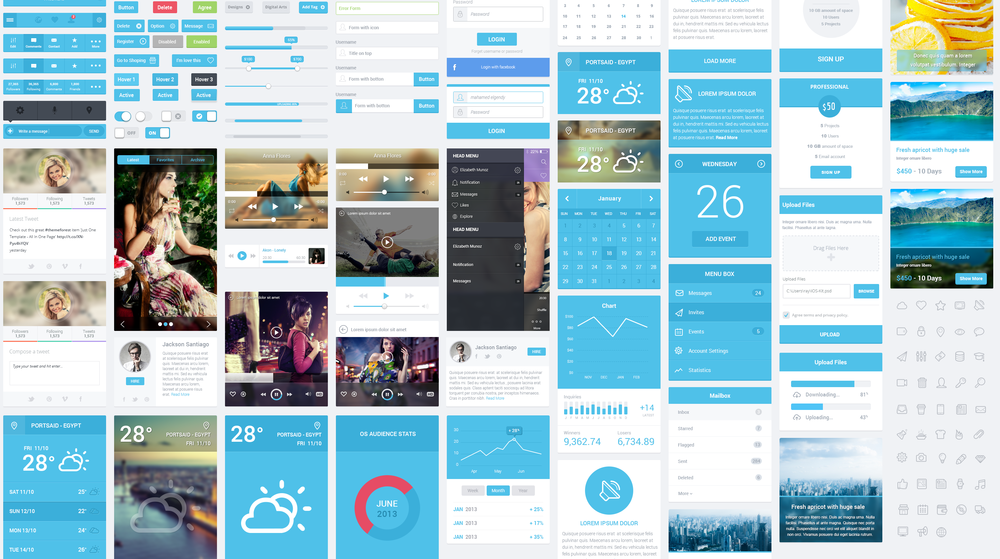 Edit
Comments
Contact
Add
More
27,365
Followers
36,365
Following
6,800
Comments
1,800
Friends
2
Write a message
SEND
Followers
1,573
Following
1,573
Tweets
1,573
Latest Tweet
Check out this great #themeforest item 'Just One
Template - All In One Page' http://t.co/XN-
Pys4hYQV
yesterday
Followers
1,573
Following
1,573
Tweets
1,573
Compose a tweet
Type your tweet and hit enter...
PORTSAID - EGYPT
FRI 11/10
28°
SAT 11/10 25°
SUN 12/10 22°
MON 13/10 24°
TUE 14/10 26°
Button
Delete
Agree
Delete
Option
Message
Register
Disabled
Enabled
Go to Shoping
I'm love this
Hover 1
Hover 2
Hover 3
Active
Active
Active
OFF
ON
Latest
Favorites
Archive
Jackson Santiago
Quisque posuere risus erat
at scelerisque felis pulvinar
quis. Maecenas arcu lorem,
laoreet at dui in, hendrerit
mattis mi. Sed eu vehicula
lectus felis pulvinar quis.
Maecenas arcu lorem,
laoreet at posuere risus
erat. Read More
HIRE
28°
PORTSAID - EGYPT
FRI 11/10
Designs
Digital Arts
Add Tag
65%
$100
$700
UPLOADING 85%
Anna Flores
0:00
-0:00
Akon - Lonely
20:30
60:30
Lorem ipsum dolor sit amet
HD
28°
PORTSAID - EGYPT
FRI 11/10
Error Form
Form with icon
Username
Title on top
Username
Form with botton
Button
Username
Form with botton
Button
Anna Flores
0:00
-0:00
Lorem ipsum dolor sit amet
Lorem ipsum dolor sit amet
HD
OS AUDIENCE STATS
JUNE
2013
Password
Password
LOGIN
Forget username or password
Login with facebook
mahamed elgendy
Password
LOGIN
HEAD MENU
Elizabeth Munoz
Notification 25
Messages 16
Likes
Explore
HEAD MENU
Elizabeth Munoz
Notification 25
Messages 25
22%
20:30
Shuffle
More
Jackson Santiago
HIRE
Quisque posuere risus erat at scelerisque felis pulvinar
quis. Maecenas arcu lorem, laoreet at dui in, hendrerit
mattis mi. Sed eu vehicula lectus , posuere lacinia erat
sodales quis. Class aptent taciti sociosqu ad litora
torquent per conubia nostra, per inceptos himenaeos.
Cras in porttitor nibh. Read More
30
20
10
0
+ 28%
Apr May Jun
Week
Month
Year
JAN 2013 + 25%
JAN 2013 + 17%
JAN 2013 + 35%
3 4 5 6 7 8 9
10 11 12 13 14 15 16
17 18 19 20 21 22 23
24 25 26 27 28 30 1
PORTSAID - EGYPT
FRI 11/10
28°
PORTSAID - EGYPT
FRI 11/10
28°
January
SUN MON TUE WED THU FRI SAT
1 2 3 4 5 6 7
8 9 10 11 12 13 14
15 16 17 18 19 20 21
22 23 24 25 26 27 28
29 30 31 1 2 3 4
Chart
$100
$80
$60
$40
$20
$0
NOV DEC JAN FEB
Inquiries
J F M A M J J A S O N D
+14
LATEST
Winners
9,362.74
Losers
6,734.89
LOREM IPSUM DOLOR
Quisque posuere risus erat at scelerisque felis
pulvinar quis. Maecenas arcu lorem, laoreet at
dui in, hendrerit mattis mi. Sed eu vehicula lectus
felis pulvinar quis. Maecenas arcu lorem, laoreet
LOREM IPSUM DOLOR
Quisque posuere risus erat at scelerisque felis
pulvinar quis. Maecenas arcu lorem, laoreet at
dui in, hendrerit mattis mi. Sed eu vehicula lectus
felis pulvinar quis. Maecenas arcu lorem, laoreet
at posuere risus erat.
LOAD MORE
LOREM IPSUM DOLOR
Quisque posuere risus erat at scelerisque felis
pulvinar quis. Maecenas arcu lorem, laoreet at
dui in, hendrerit mattis mi. Sed eu vehicula lectus
felis pulvinar quis. Maecenas arcu lorem, laoreet
at posuere risus erat. Read More
WEDNESDAY
26
ADD EVENT
MENU BOX
Messages 24
Invites
Events 5
Account Settings
Statistics
Mailbox
Inbox 3
Starred 7
Flagged 13
Sent 284
Deleted 6
More
10 GB amount of space
10 Users
5 Projects
SIGN UP
PROFESSIONAL
$50
5 Projects
10 Users
10 GB amount of space
5 Email account
SIGN UP
Upload Files
Integer ornare libero nisi. Duis ac magna urna. Nulla
facilisi. Phasellus at ante lagna.
Drag Files Here
Upload Files
C:\Users\ray\IOS-Kit.psd
BROWSE
Agree terms and privacy policy.
UPLOAD
Upload Files
Downloading... 81%
Uploading... 43%
Fresh apricot with huge sale
Integer ornare libero nisi. Duis ac magna urna. Nulla
facilisi. Phasellus at ante magna. Quisque nec porta
nulla. Suspendisse nec orci vel elit aliquet blandit in
non orci. Vivamus posuere dui eget lacinia rutrum.
Donec quis quam a lorem
volutpat vestibulum. Integer
Fresh apricot with huge sale
Integer ornare libero
$450 - 10 Days
Show More
Fresh apricot with huge sale
Integer ornare libero
$450 - 10 Days
Show More